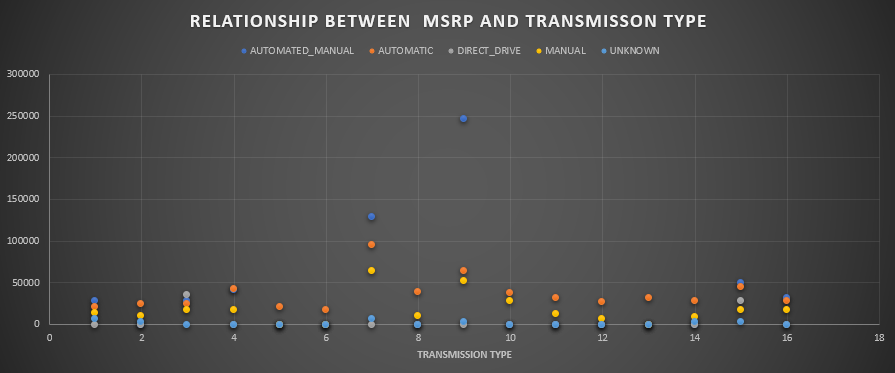 RELATIONSHIP BETWEEN MSRP AND TRANSMISSON TYPE
AUTOMATED_MANUAL AUTOMATIC DIRECT_DRIVE MANUAL UNKNOWN
300000
250000
200000
150000
100000
50000
0
0 2 4 6 8 10 12 14 16 18
TRANSMISSION TYPE